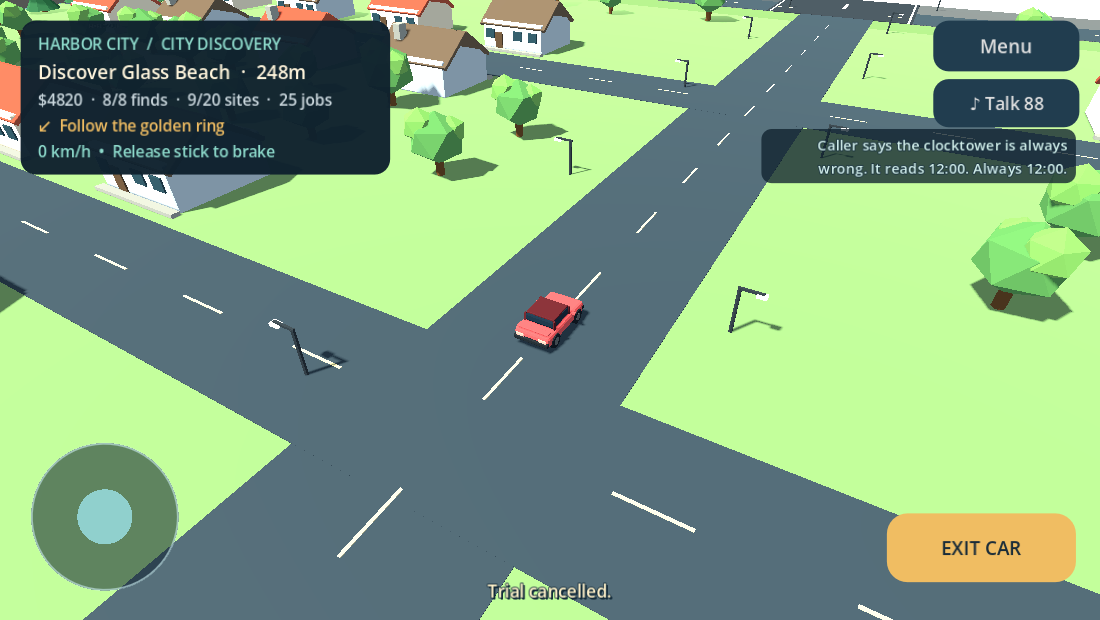 HARBOR CITY / CITY DISCOVERY
Discover Glass Beach · 248m
$4820 · 8/8 finds · 9/20 sites · 25 jobs
↙ Follow the golden ring
0 km/h • Release stick to brake
Menu
♪ Talk 88
Caller says the clocktower is always
wrong. It reads 12:00. Always 12:00.
EXIT CAR
Trial cancelled.